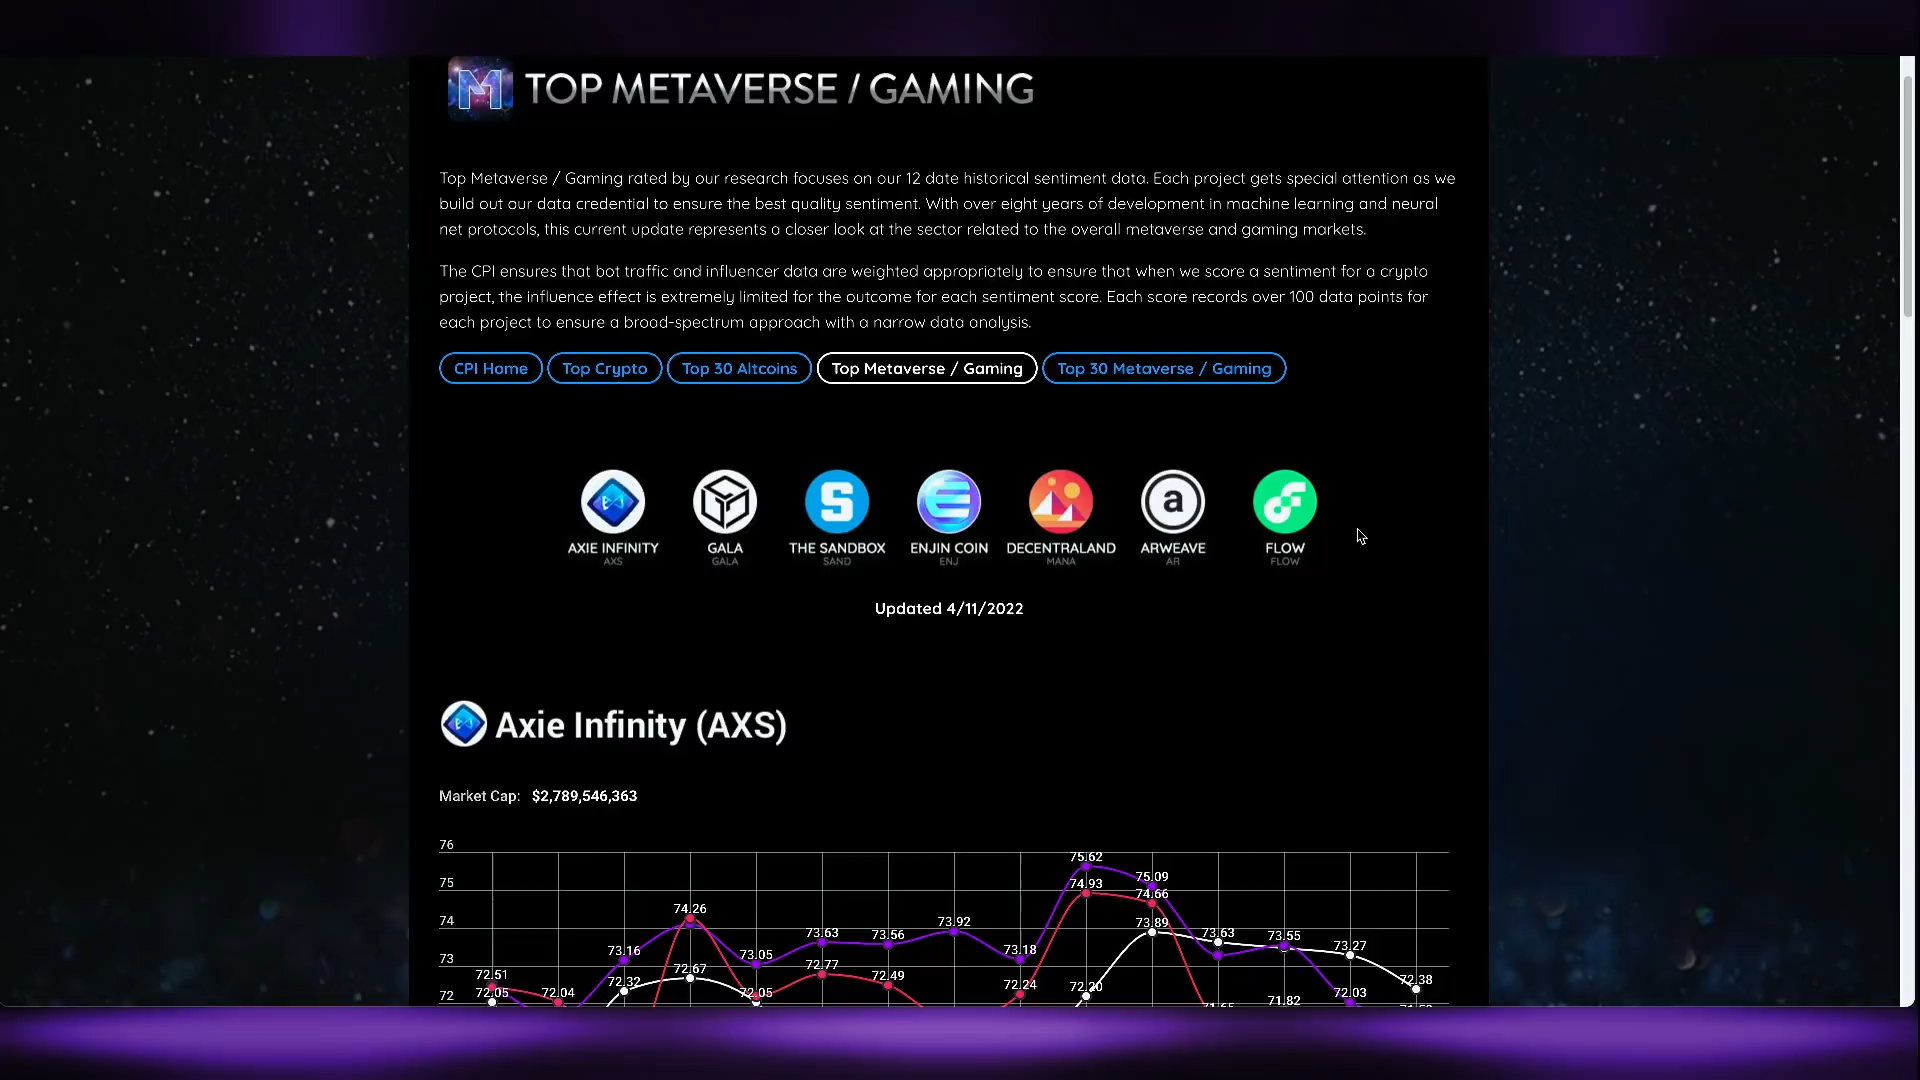 TOP METAVERSE / GAMING
Top Metaverse / Gaming rated by our research focuses on our 12 date historical sentiment data. Each project gets special attention as we
build out our data credential to ensure the best quality sentiment. With over eight years of development in machine learning and neural
net protocols, this current update represents a closer look at the sector related to the overall metaverse and gaming markets.
The CPI ensures that bot traffic and influencer data are weighted appropriately to ensure that when we score a sentiment for a crypto
project, the influence effect is extremely limited for the outcome for each sentiment score. Each score records over 100 data points for
each project to ensure a broad-spectrum approach with a narrow data analysis.
CPI Home Top Crypto Top 30 Altcoins Top Metaverse / Gaming Top 30 Metaverse / Gaming
AXIE INFINITY GALA THE SANDBOX ENJIN COIN DECENTRALAND ARWEAVE FLOW
AXS GALA SAND ENJ MANA AR FLOW
Updated 4/11/2022
Axie Infinity (AXS)
Market Cap: $2,789,546,363
76
75.62
75
75.09
74.93
74.66
74
74.26
73.89
73.92
73.63
73.63
73.56
73.55
73.27
73.16
73.05
73.18
73
72.51
72.67
72.77
72.49
72.38
72.32
72.24
72.20
72
72.05
72.04
72.05
71.82
72.03